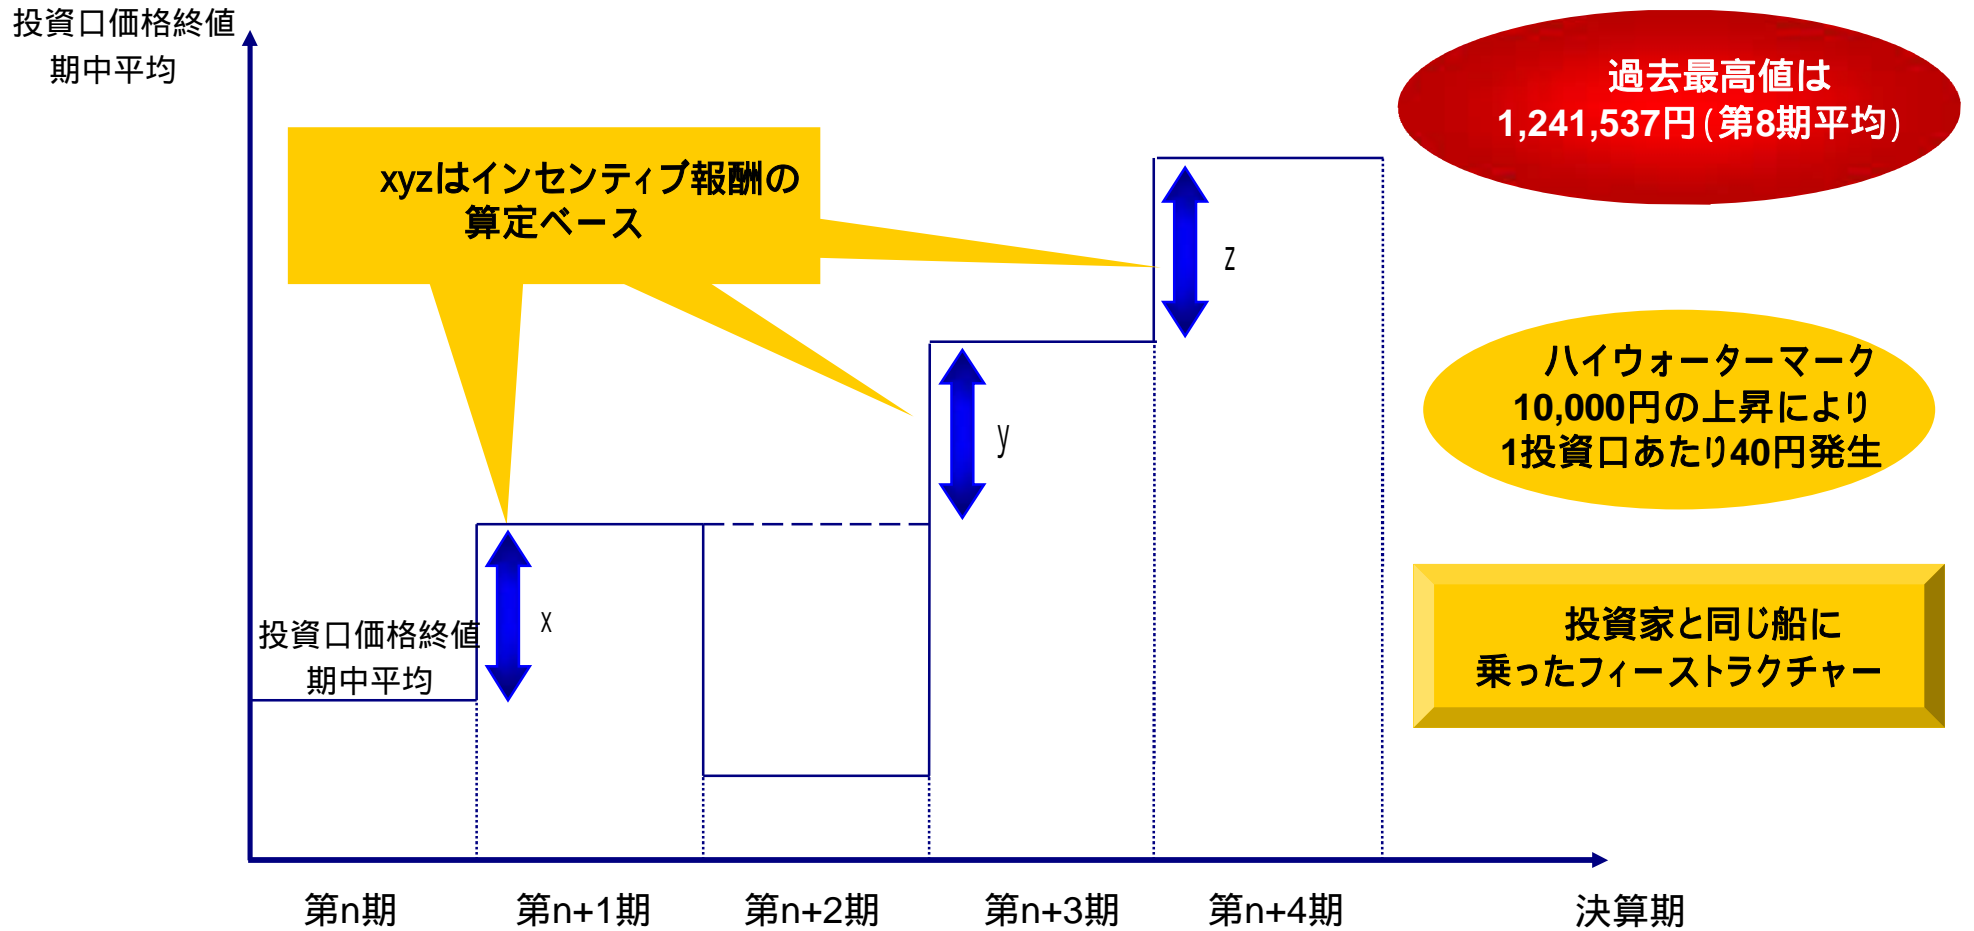 投資口価格終値
期中平均
過去最高値は
1,241,537円(第8期平均)
xyzはインセンティブ報酬の
算定ベース
z
ハイウォーターマーク
10,000円の上昇により
1投資口あたり40円発生
y
x
投資口価格終値
期中平均
投資家と同じ船に
乗ったフィーストラクチャー
第n期
第n+1期
第n+2期
第n+3期
第n+4期
決算期